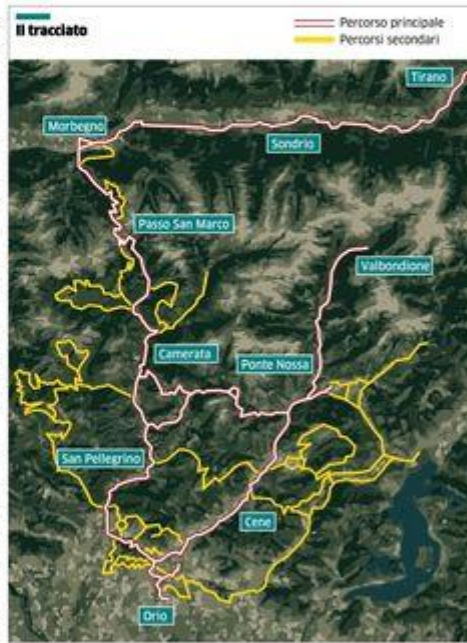 Il tracciato
Percorso principale
Percorsi secondari
Tirano
Morbegno
Sondrio
Passo San Marco
Valbondione
Camerata
Ponte Nossa
San Pellegrino
Cene
Orio